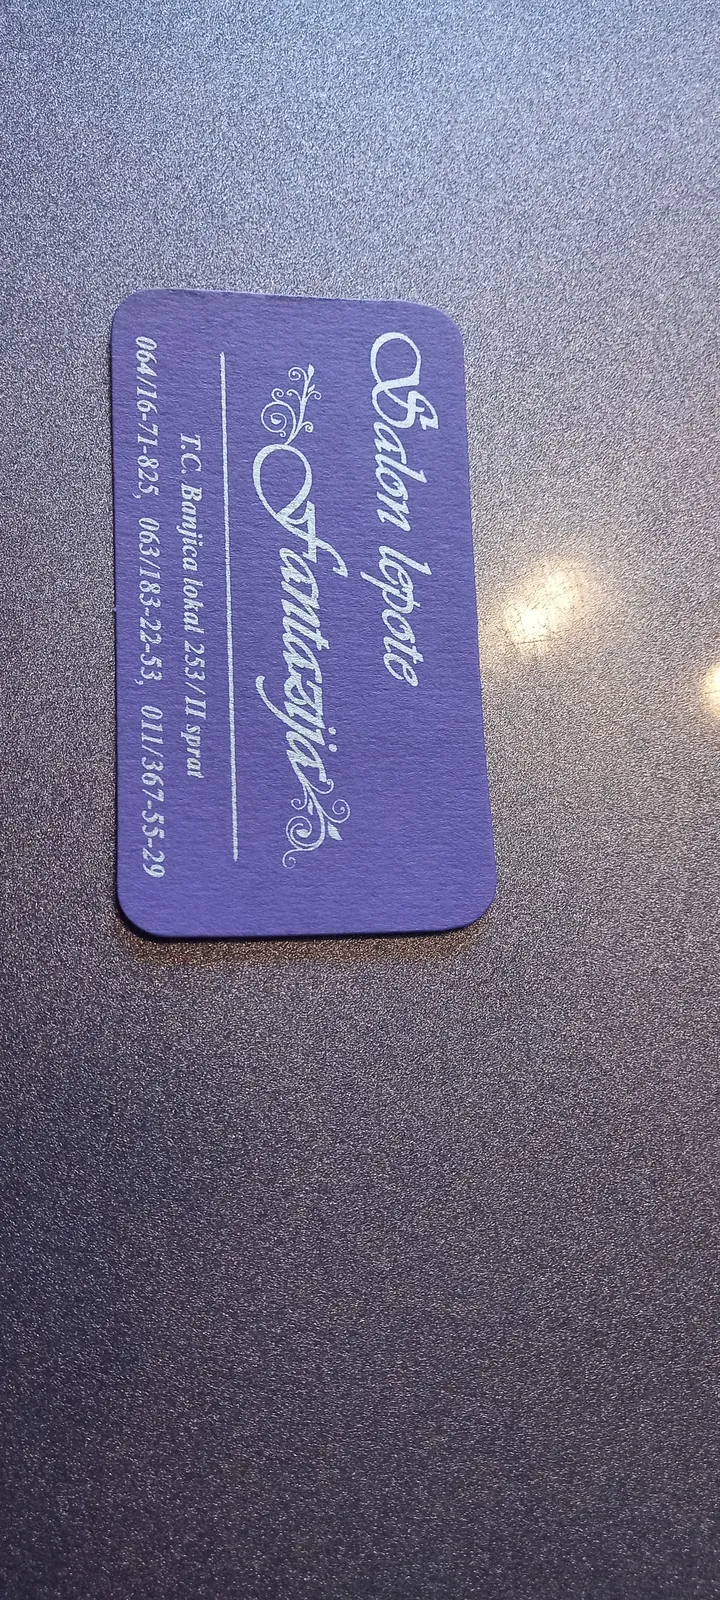 Salon lepote
Fantazija
T.C. Banjica lokal 253/ II sprat
064/16-71-825, 063/183-22-53, 011/367-55-29